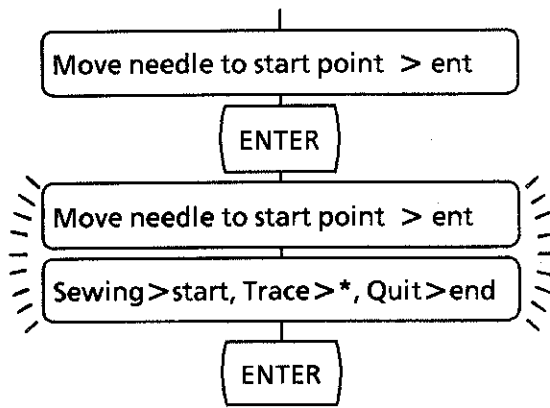 Move needle to start point > ent
ENTER
Move needle to start point > ent
Sewing>start, Trace>*, Quit>end
ENTER